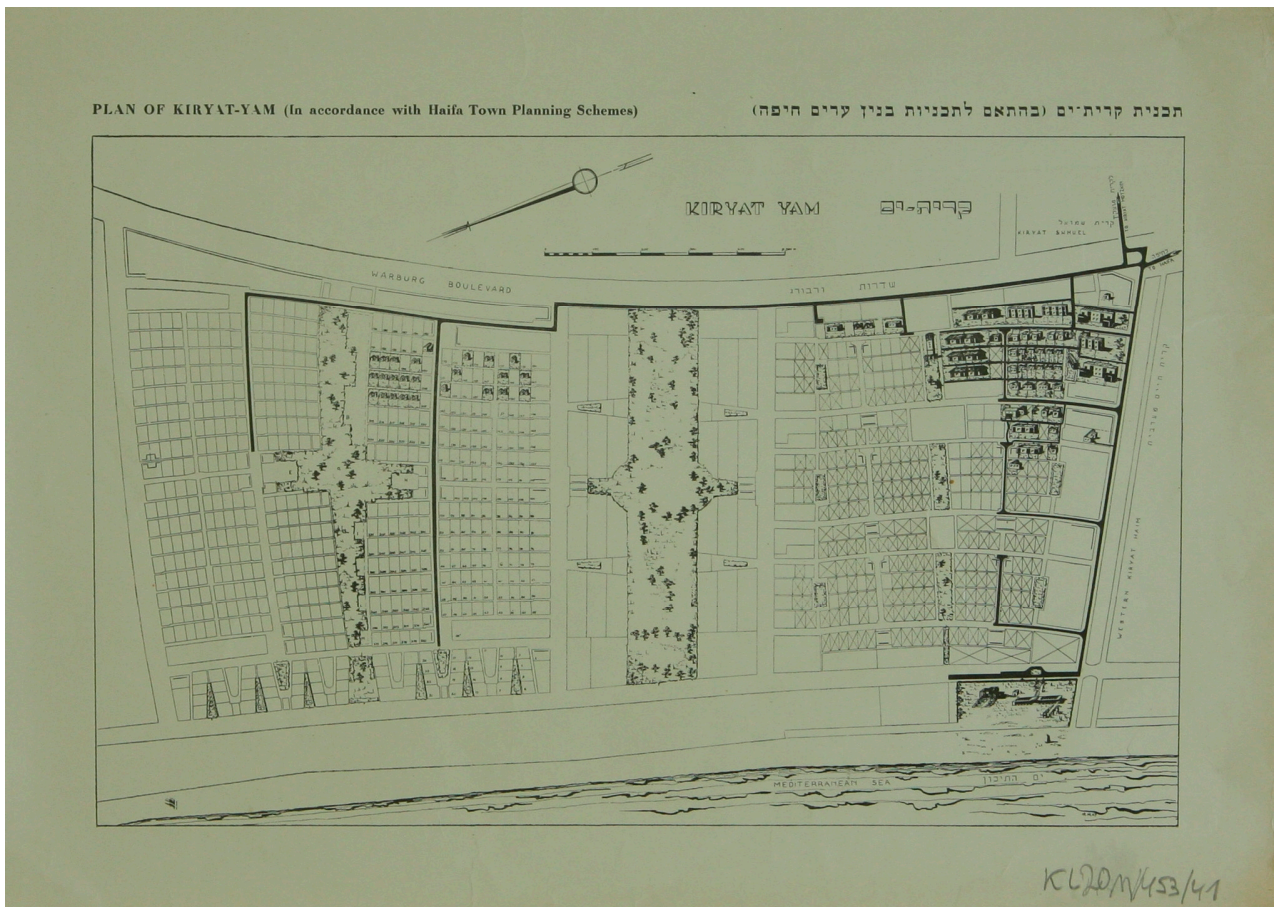 PLAN OF KIRYAT-YAM (In accordance with Haifa Town Planning Schemes)
תכנית קרית־ים (בהתאם לתכניות בנין ערים חיפה)
KIRYAT YAM
קרית-ים
קרית שמואל
KIRYAT SHMUEL
WARBURG BOULEVARD
שדרות ורבורג
קרית חיים מערבית
WESTERN KIRYAT HAIM
MEDITERRANEAN SEA
ים התיכון
KL20M/453/41